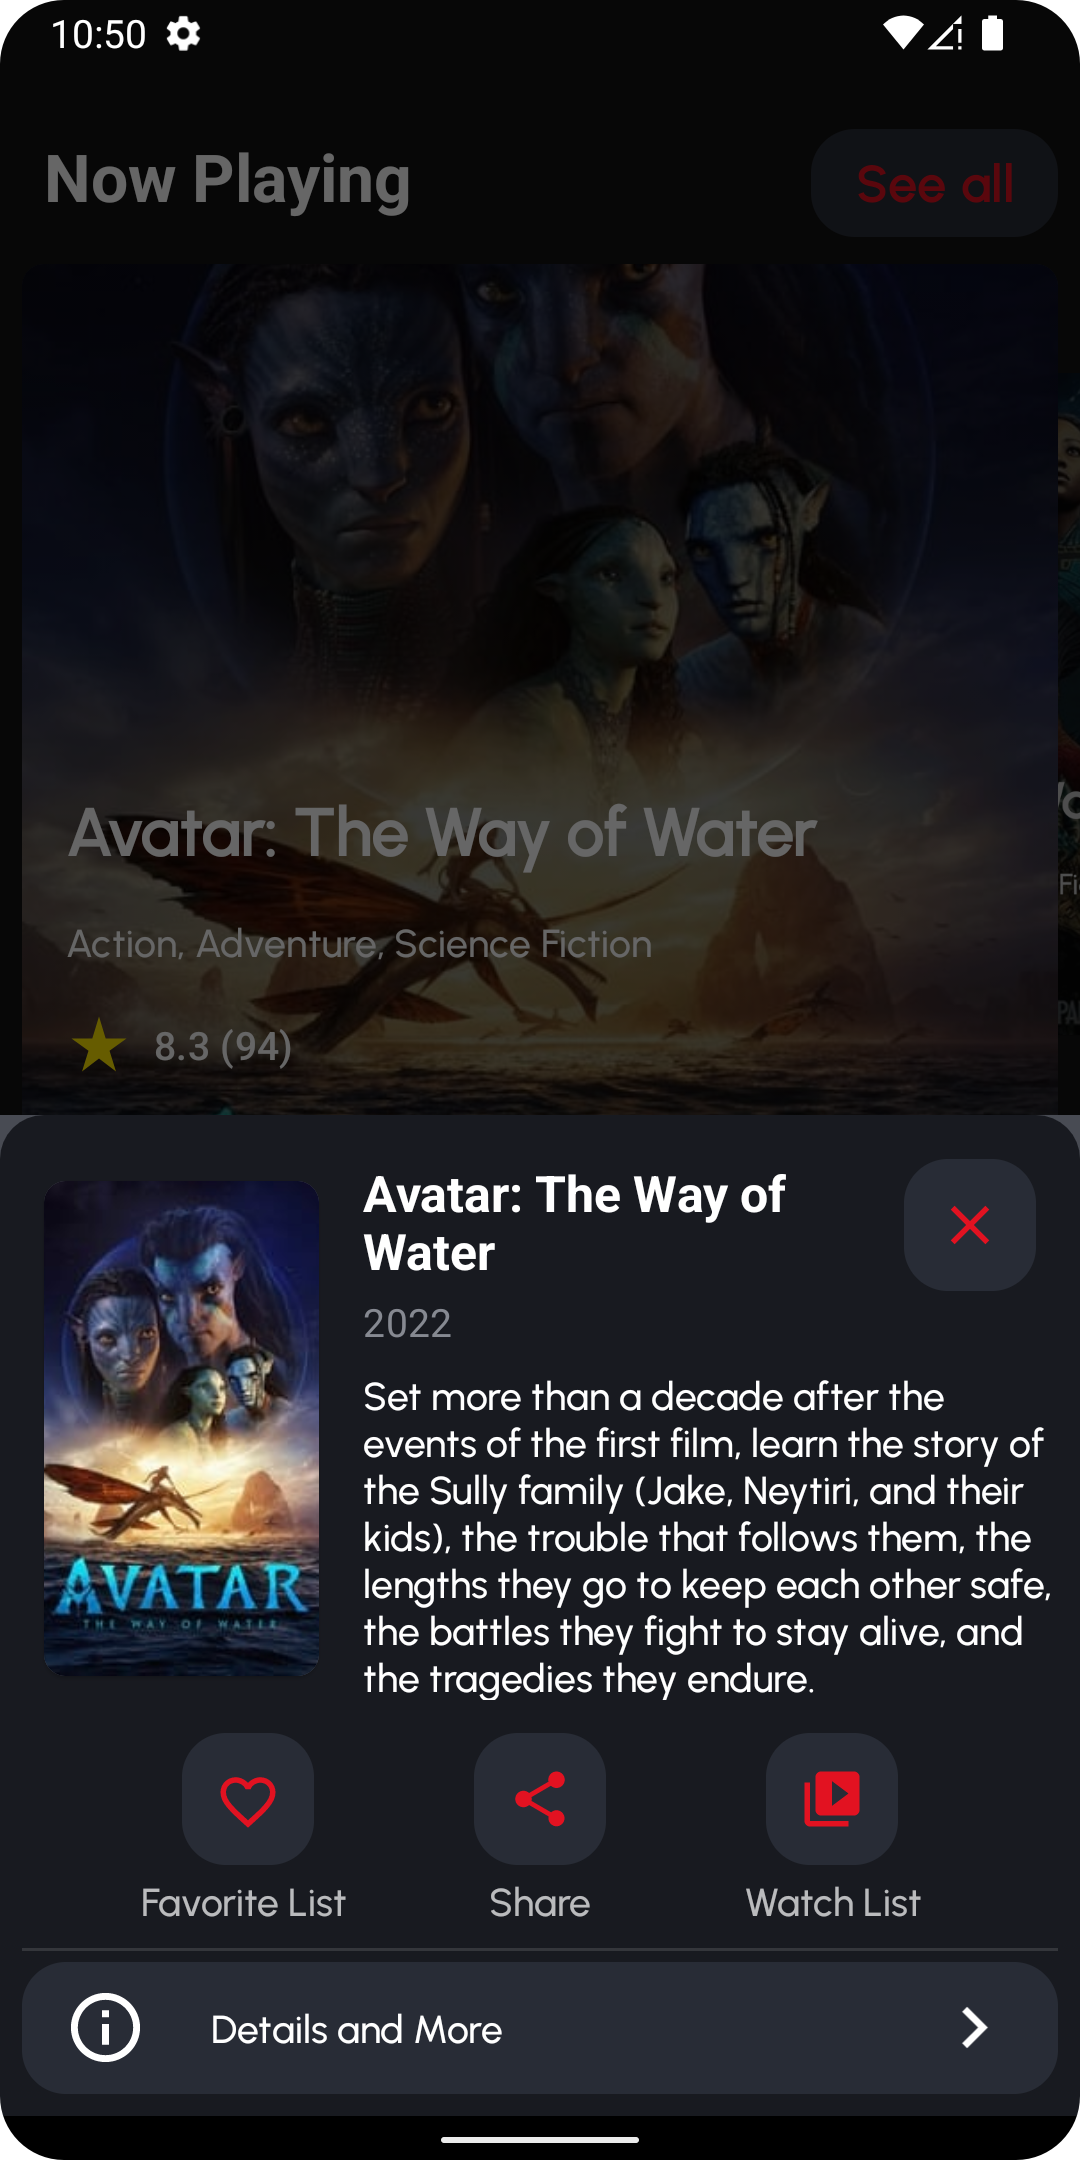 10:50
Now Playing
See all
Avatar: The Way of Water
Action, Adventure, Science Fiction
8.3 (94)
Avatar: The Way of
Water
2022
Set more than a decade after the
events of the first film, learn the story of
the Sully family (Jake, Neytiri, and their
kids), the trouble that follows them, the
lengths they go to keep each other safe,
the battles they fight to stay alive, and
the tragedies they endure.
AVATAR
THE WAY OF WATER
Favorite List
Share
Watch List
Details and More